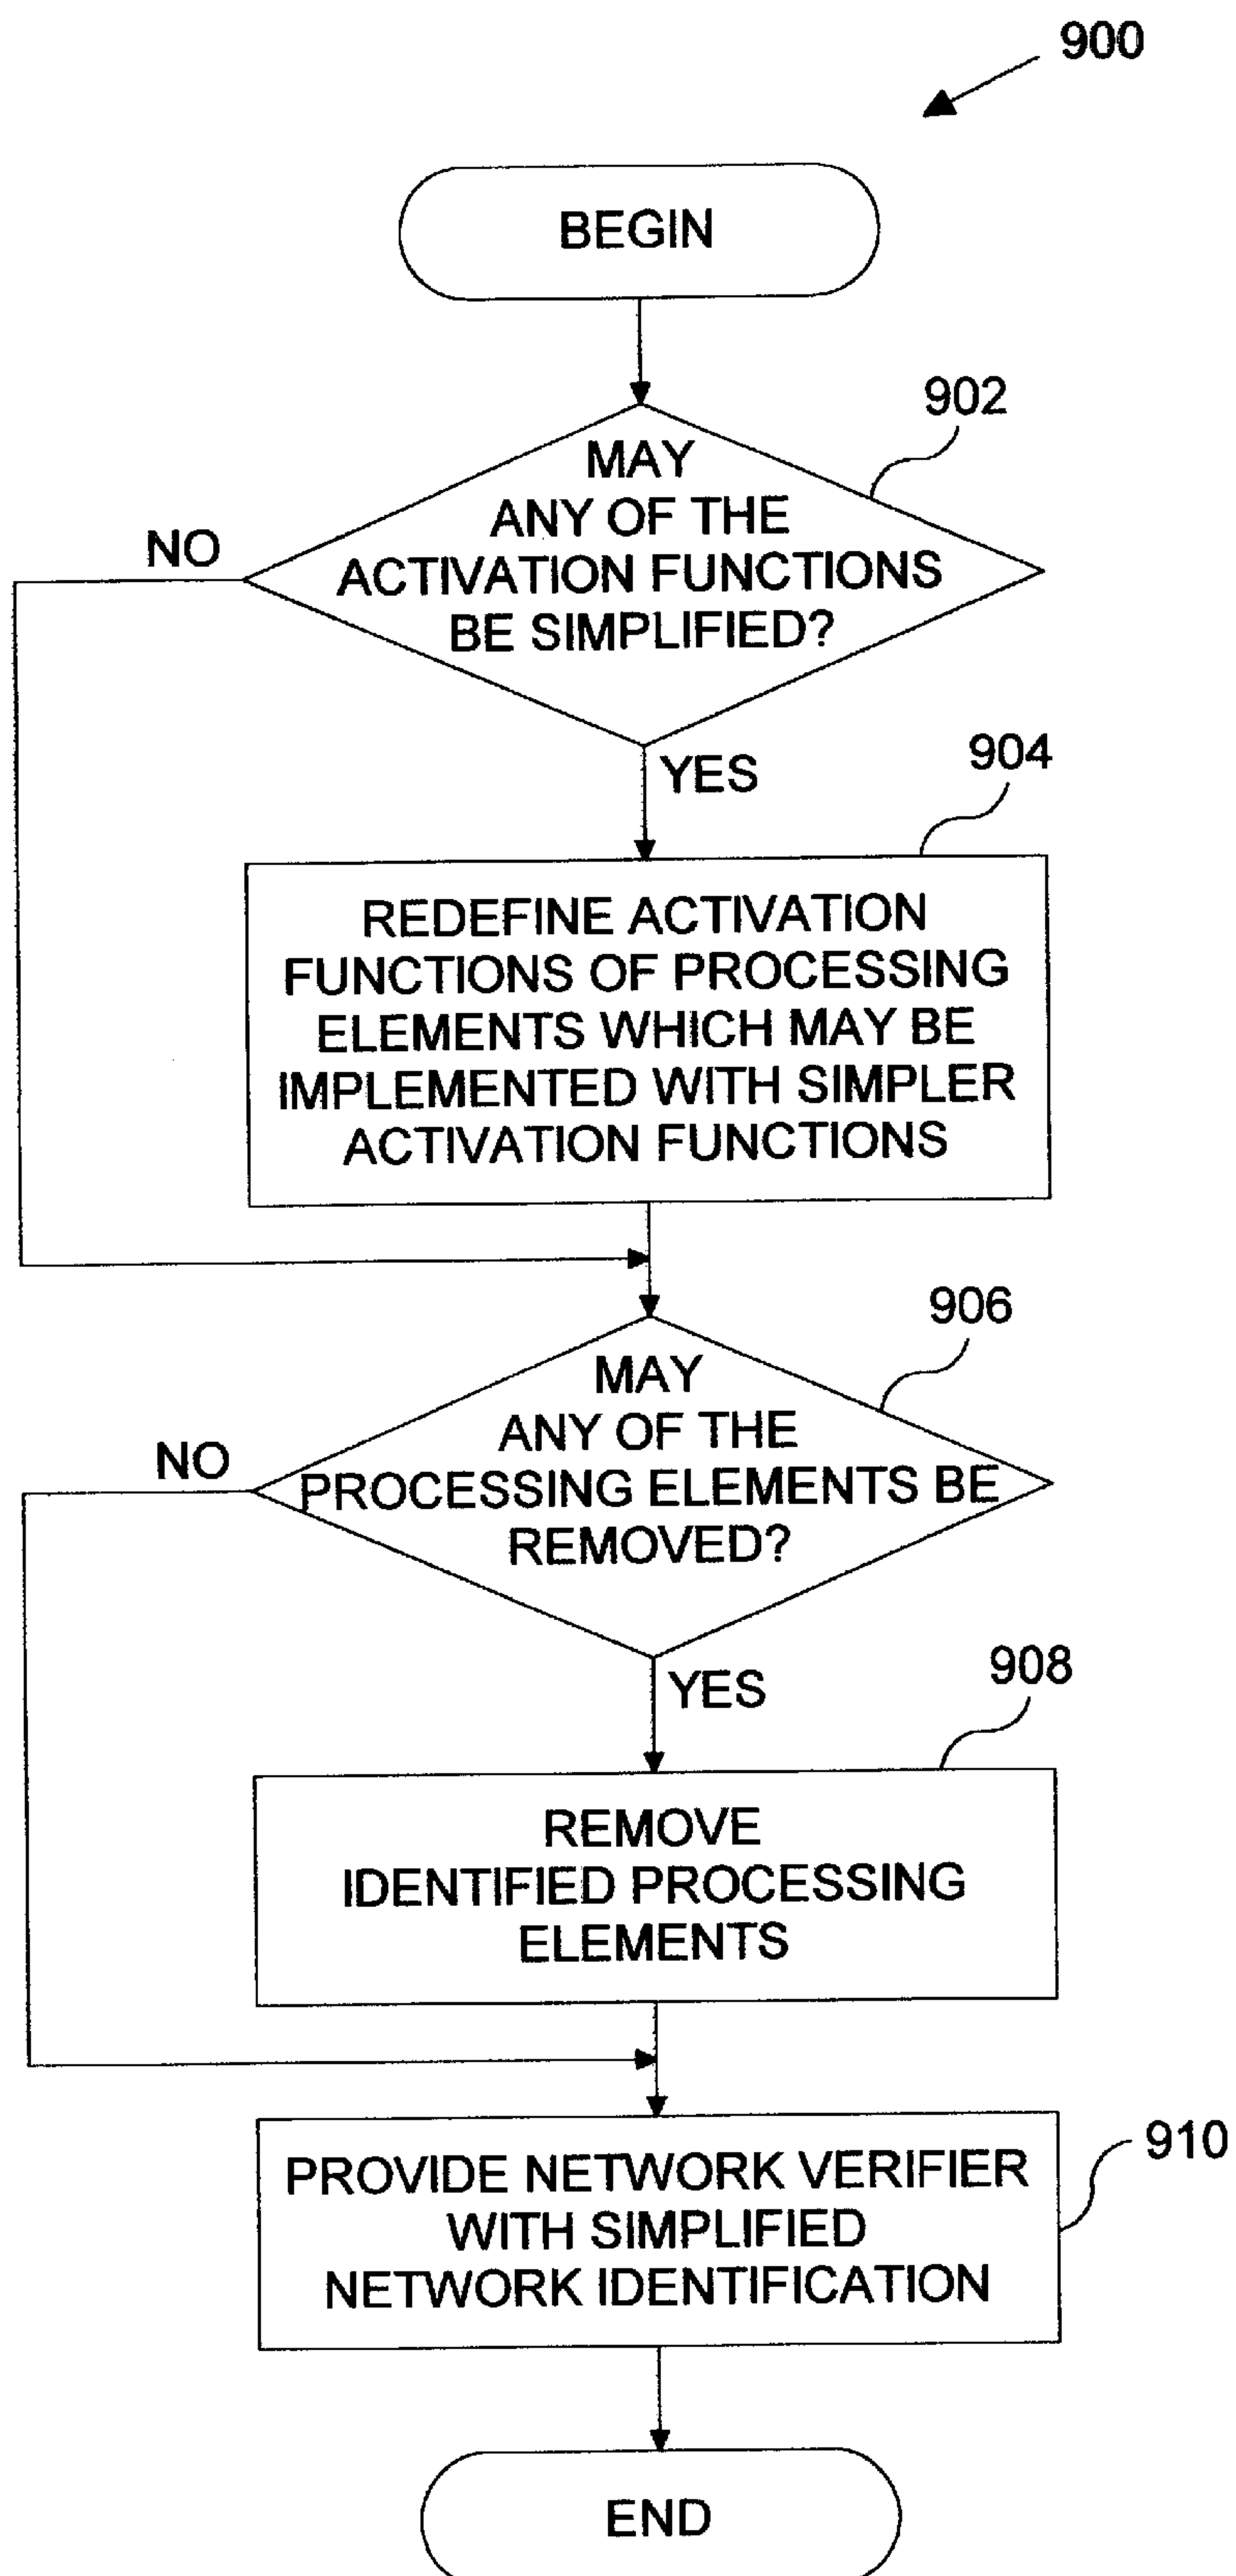 900
BEGIN
902
MAY
ANY OF THE
ACTIVATION FUNCTIONS
BE SIMPLIFIED?
NO
YES
904
REDEFINE ACTIVATION
FUNCTIONS OF PROCESSING
ELEMENTS WHICH MAY BE
IMPLEMENTED WITH SIMPLER
ACTIVATION FUNCTIONS
906
MAY
ANY OF THE
PROCESSING ELEMENTS BE
REMOVED?
NO
YES
908
REMOVE
IDENTIFIED PROCESSING
ELEMENTS
910
PROVIDE NETWORK VERIFIER
WITH SIMPLIFIED
NETWORK IDENTIFICATION
END